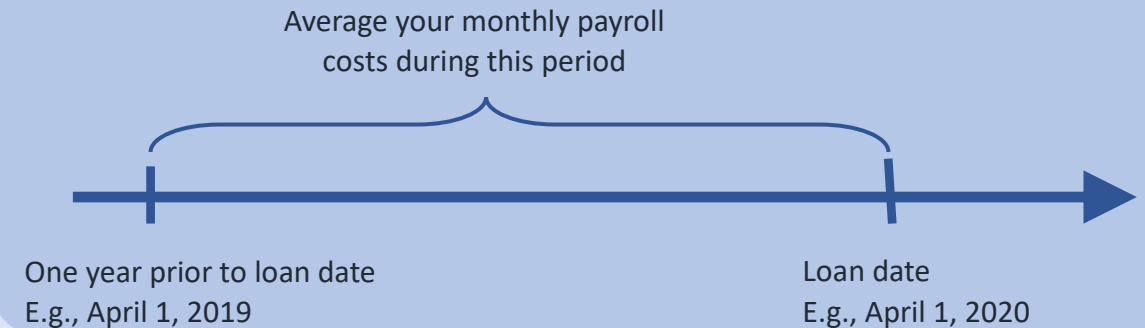 Average your monthly payroll
costs during this period
One year prior to loan date
E.g., April 1, 2019
Loan date
E.g., April 1, 2020